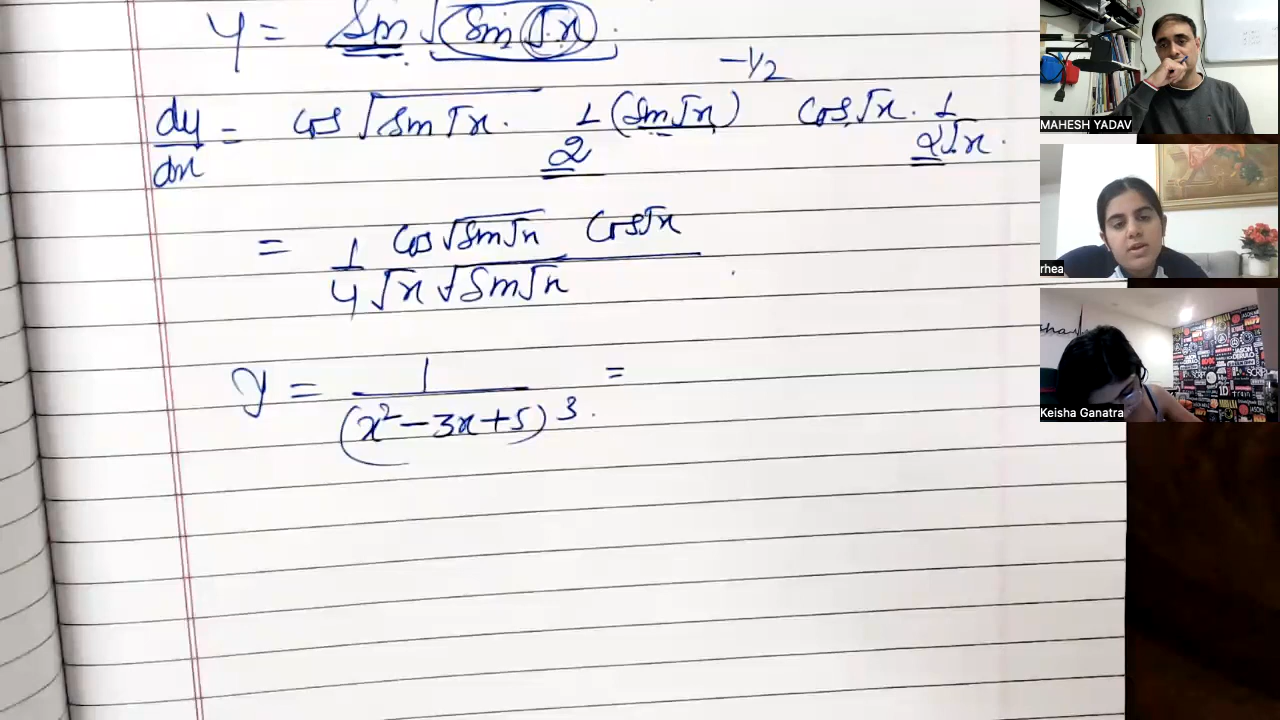 y = Sin √(Sin √x).
dy/dx = Cos √(Sin √x). 1/2 (Sin √x)^(-1/2) Cos √x. 1/(2√x).
= 1/4 Cos √(Sin √x) Cos √x / (√x √(Sin √x))
y = 1/(x² - 3x + 5)³. =
MAHESH YADAV
rhea
Keisha Ganatra